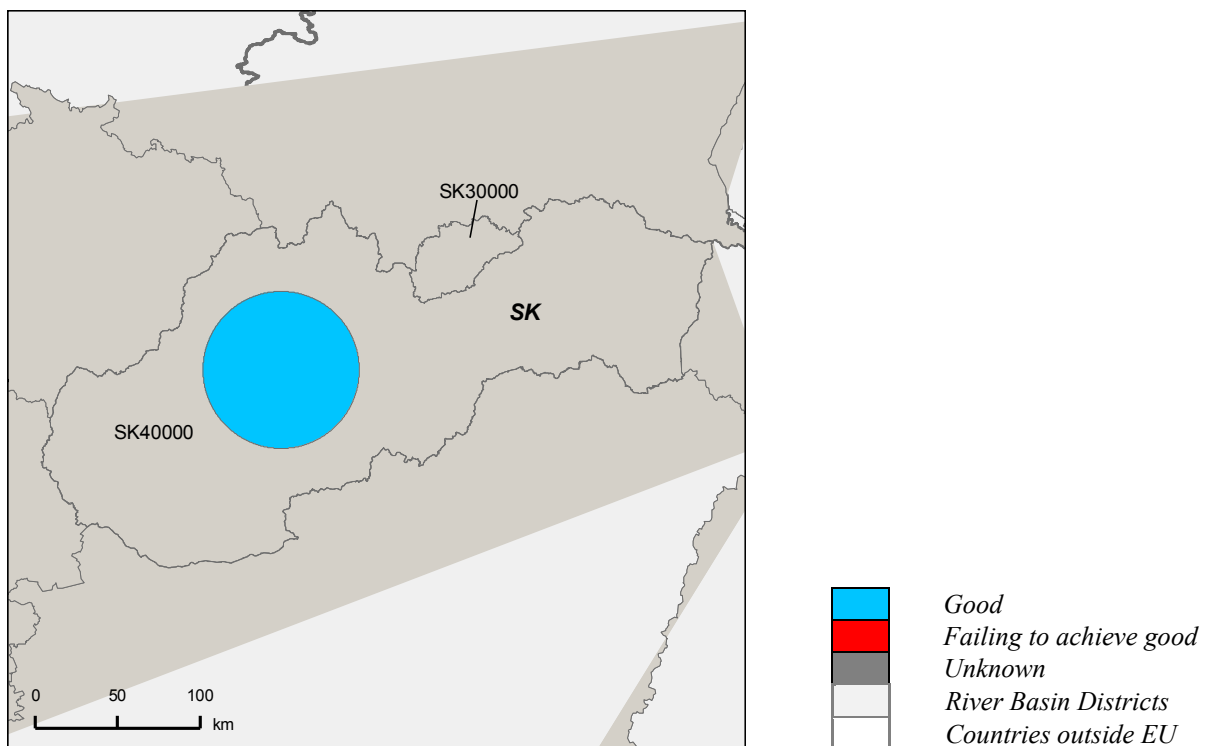 SK30000
SK
SK40000
0 50 100
km
Good
Failing to achieve good
Unknown
River Basin Districts
Countries outside EU